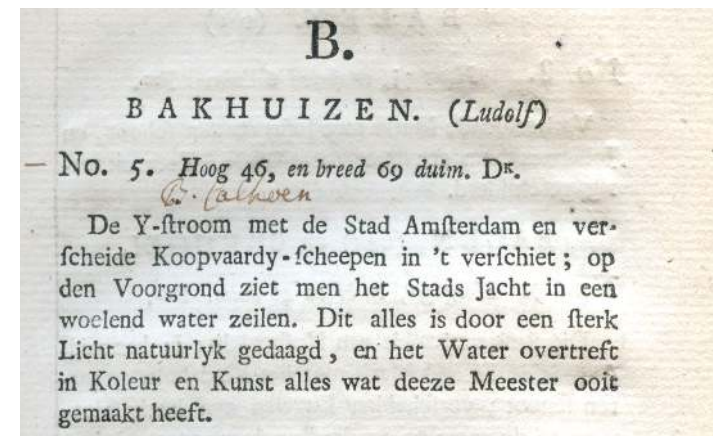 B.
BAKHUIZEN. (Ludolf)
No. 5. Hoog 46, en breed 69 duim. Dᴋ.
De Y-ſtroom met de Stad Amſterdam en ver-
ſcheide Koopvaardy-ſcheepen in 't verſchiet; op
den Voorgrond ziet men het Stads Jacht in een
woelend water zeilen. Dit alles is door een ſterk
Licht natuurlyk gedaagd, en het Water overtreft
in Koleur en Kunst alles wat deeze Meester ooit
gemaakt heeft.